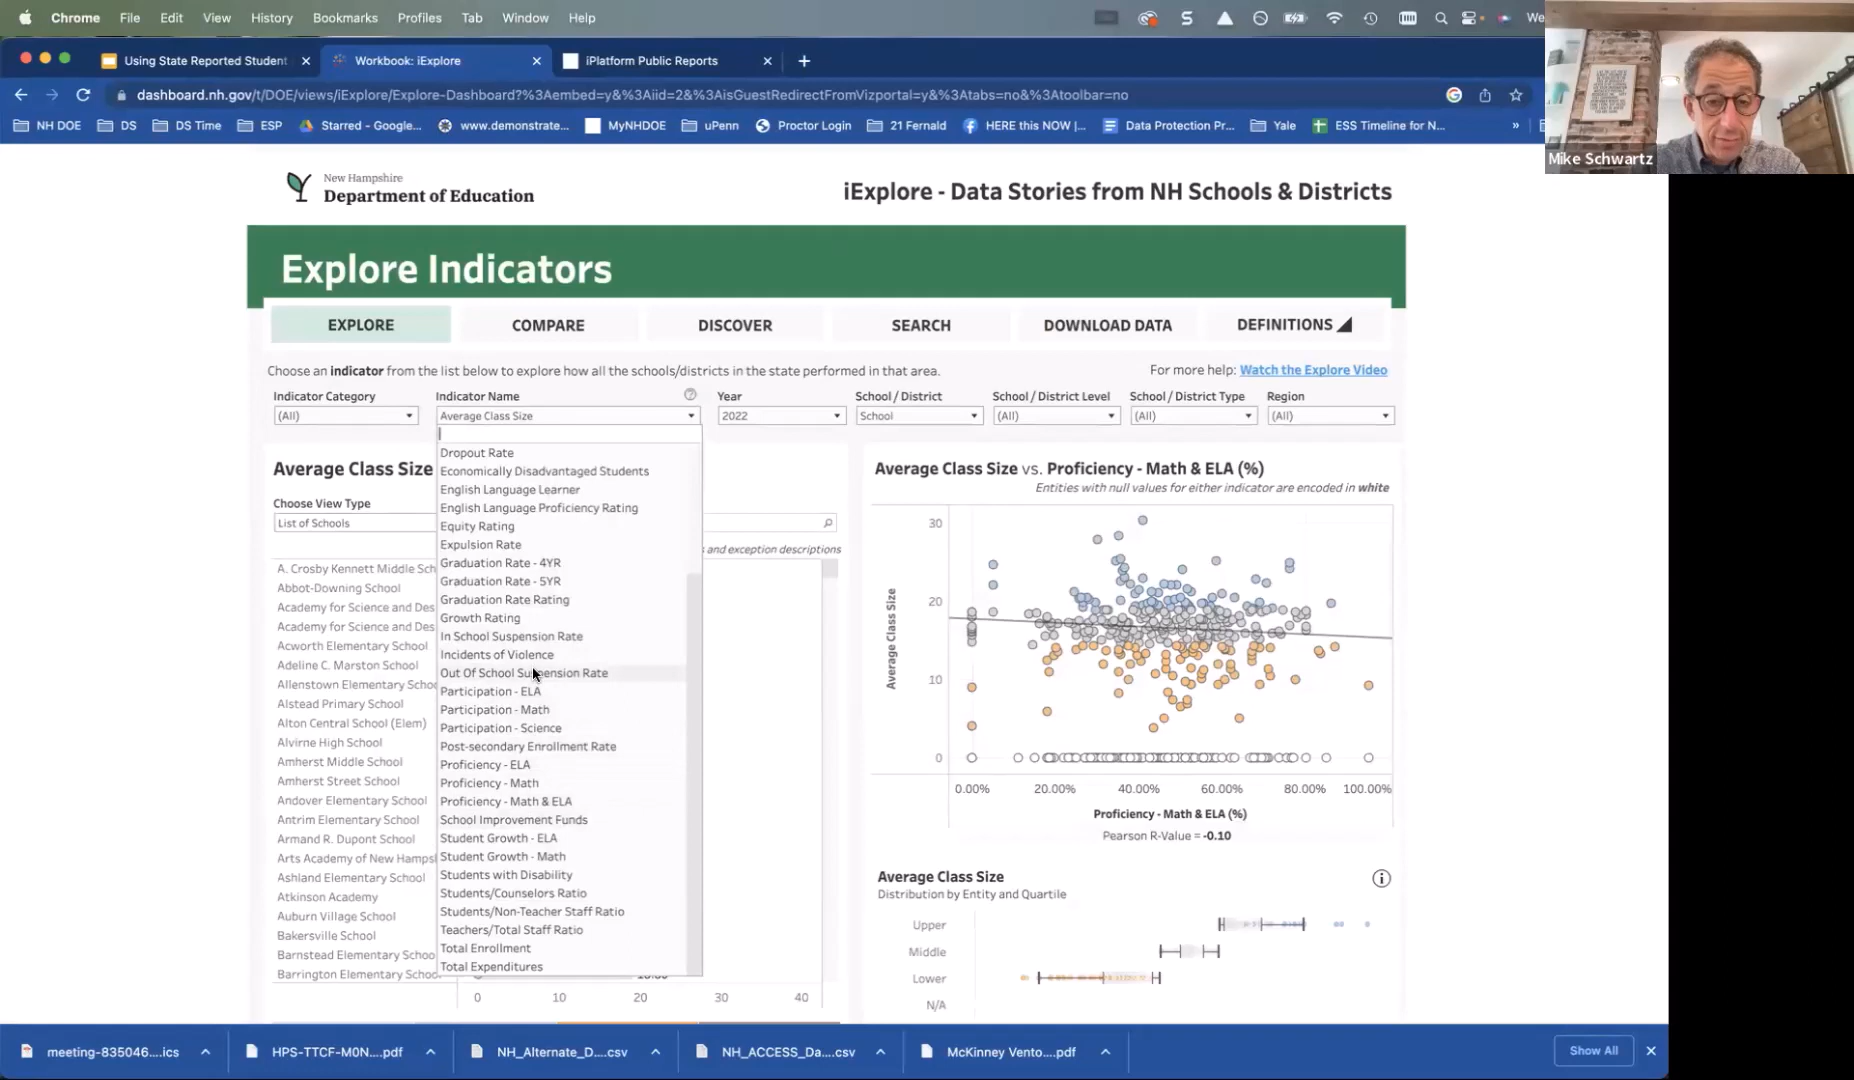 Chrome File Edit View History Bookmarks Profiles Tab Window Help We
Using State Reported Student
Workbook: iExplore
iPlatform Public Reports
dashboard.nh.gov/t/DOE/views/iExplore/Explore-Dashboard?%3Aembed=y&%3Aiid=2&%3AisGuestRedirectFromVizportal=y&%3Atabs=no&%3Atoolbar=no
NH DOE DS DS Time ESP Starred - Google... www.demonstrate... MyNHDOE uPenn Proctor Login 21 Fernald HERE this NOW |... Data Protection Pr... Yale ESS Timeline for N... »
Mike Schwartz
New Hampshire
Department of Education
iExplore - Data Stories from NH Schools & Districts
Explore Indicators
EXPLORE COMPARE DISCOVER SEARCH DOWNLOAD DATA DEFINITIONS
Choose an indicator from the list below to explore how all the schools/districts in the state performed in that area.
For more help: Watch the Explore Video
Indicator Category Indicator Name Year School / District School / District Level School / District Type Region
(All) Average Class Size 2022 School (All) (All) (All)
Average Class Size
Choose View Type
List of Schools
s and exception descriptions
A. Crosby Kennett Middle Sch
Abbot-Downing School
Academy for Science and Des
Academy for Science and Des
Acworth Elementary School
Adeline C. Marston School
Allenstown Elementary Scho
Alstead Primary School
Alton Central School (Elem)
Alvirne High School
Amherst Middle School
Amherst Street School
Andover Elementary School
Antrim Elementary School
Armand R. Dupont School
Arts Academy of New Hamps
Ashland Elementary School
Atkinson Academy
Auburn Village School
Bakersville School
Barnstead Elementary School
Barrington Elementary School
Dropout Rate
Economically Disadvantaged Students
English Language Learner
English Language Proficiency Rating
Equity Rating
Expulsion Rate
Graduation Rate - 4YR
Graduation Rate - 5YR
Graduation Rate Rating
Growth Rating
In School Suspension Rate
Incidents of Violence
Out Of School Suspension Rate
Participation - ELA
Participation - Math
Participation - Science
Post-secondary Enrollment Rate
Proficiency - ELA
Proficiency - Math
Proficiency - Math & ELA
School Improvement Funds
Student Growth - ELA
Student Growth - Math
Students with Disability
Students/Counselors Ratio
Students/Non-Teacher Staff Ratio
Teachers/Total Staff Ratio
Total Enrollment
Total Expenditures
0 10 20 30 40
Average Class Size vs. Proficiency - Math & ELA (%)
Entities with null values for either indicator are encoded in white
Average Class Size
30
20
10
0
0.00% 20.00% 40.00% 60.00% 80.00% 100.00%
Proficiency - Math & ELA (%)
Pearson R-Value = -0.10
Average Class Size
Distribution by Entity and Quartile
Upper
Middle
Lower
N/A
meeting-835046....ics HPS-TTCF-M0N....pdf NH_Alternate_D....csv NH_ACCESS_Da....csv McKinney Vento....pdf Show All